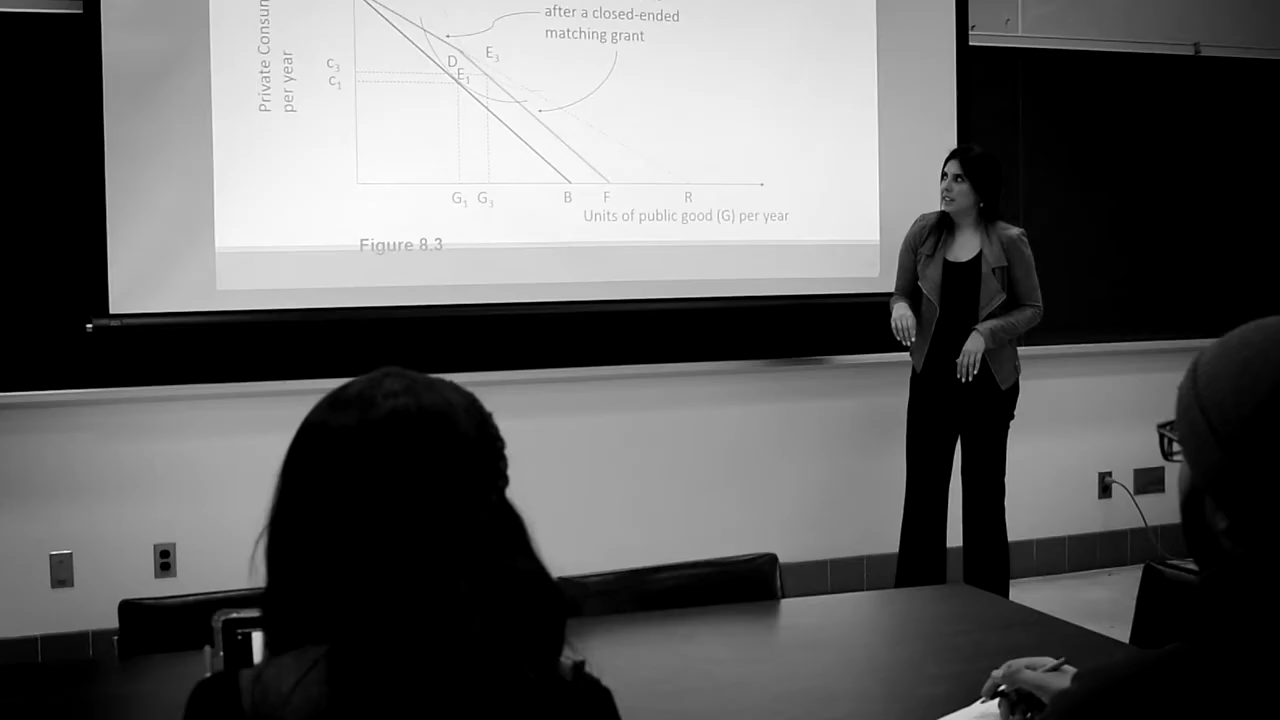 after a closed-ended
matching grant
Private Consun
per year
E₃
D
E₁
c₃
c₁
G₁ G₃ B F R
Units of public good (G) per year
Figure 8.3